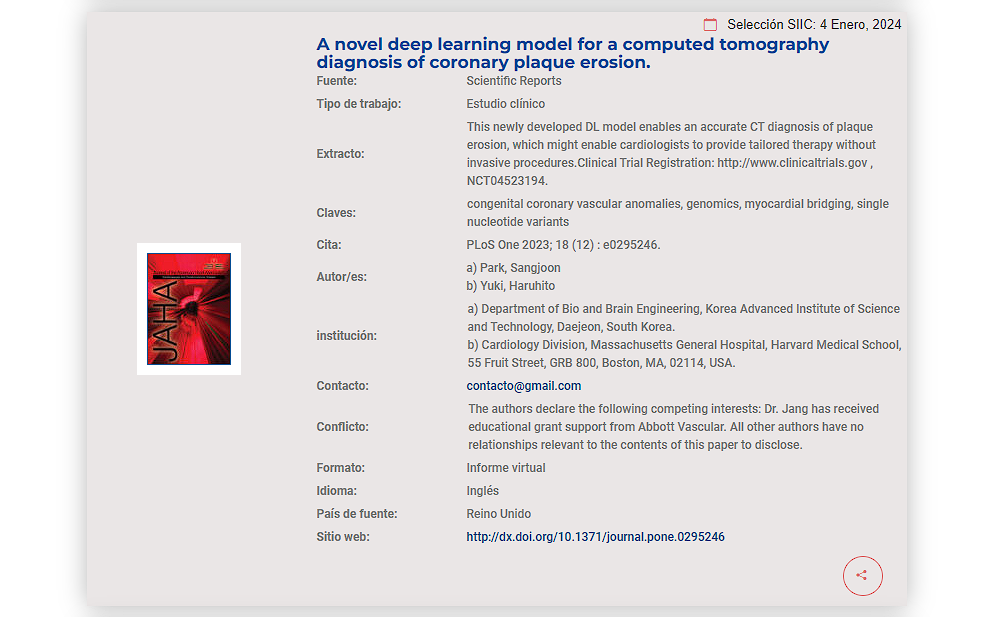 Selección SIIC: 4 Enero, 2024
A novel deep learning model for a computed tomography
diagnosis of coronary plaque erosion.
Fuente: Scientific Reports
Tipo de trabajo: Estudio clínico
Extracto: This newly developed DL model enables an accurate CT diagnosis of plaque
erosion, which might enable cardiologists to provide tailored therapy without
invasive procedures.Clinical Trial Registration: http://www.clinicaltrials.gov ,
NCT04523194.
Claves: congenital coronary vascular anomalies, genomics, myocardial bridging, single
nucleotide variants
Cita: PLoS One 2023; 18 (12) : e0295246.
Autor/es: a) Park, Sangjoon
b) Yuki, Haruhito
institución: a) Department of Bio and Brain Engineering, Korea Advanced Institute of Science
and Technology, Daejeon, South Korea.
b) Cardiology Division, Massachusetts General Hospital, Harvard Medical School,
55 Fruit Street, GRB 800, Boston, MA, 02114, USA.
Contacto: contacto@gmail.com
Conflicto: The authors declare the following competing interests: Dr. Jang has received
educational grant support from Abbott Vascular. All other authors have no
relationships relevant to the contents of this paper to disclose.
Formato: Informe virtual
Idioma: Inglés
País de fuente: Reino Unido
Sitio web: http://dx.doi.org/10.1371/journal.pone.0295246
JAHA